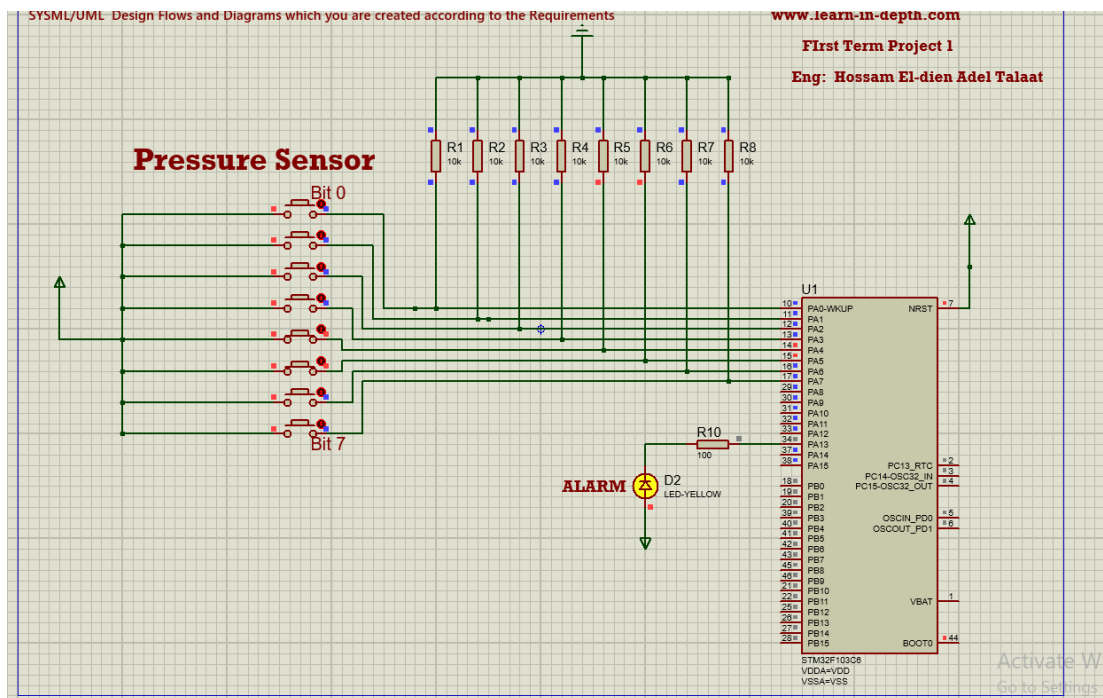 SYSML/UML Design Flows and Diagrams which you are created according to the Requirements
www.learn-in-depth.com
FIrst Term Project 1
Eng: Hossam El-dien Adel Talaat
Pressure Sensor
Bit 0
Bit 7
R1
10k
R2
10k
R3
10k
R4
10k
R5
10k
R6
10k
R7
10k
R8
10k
R10
100
ALARM
D2
LED-YELLOW
U1
10 PA0-WKUP
11 PA1
12 PA2
13 PA3
14 PA4
15 PA5
16 PA6
17 PA7
29 PA8
30 PA9
31 PA10
32 PA11
33 PA12
34 PA13
37 PA14
38 PA15
18 PB0
19 PB1
20 PB2
39 PB3
40 PB4
41 PB5
42 PB6
43 PB7
45 PB8
46 PB9
21 PB10
22 PB11
25 PB12
26 PB13
27 PB14
28 PB15
NRST 7
PC13_RTC 2
PC14-OSC32_IN 3
PC15-OSC32_OUT 4
OSCIN_PD0 5
OSCOUT_PD1 6
VBAT 1
BOOT0 44
STM32F103C6
VDDA=VDD
VSSA=VSS
Activate W
Go to Settings